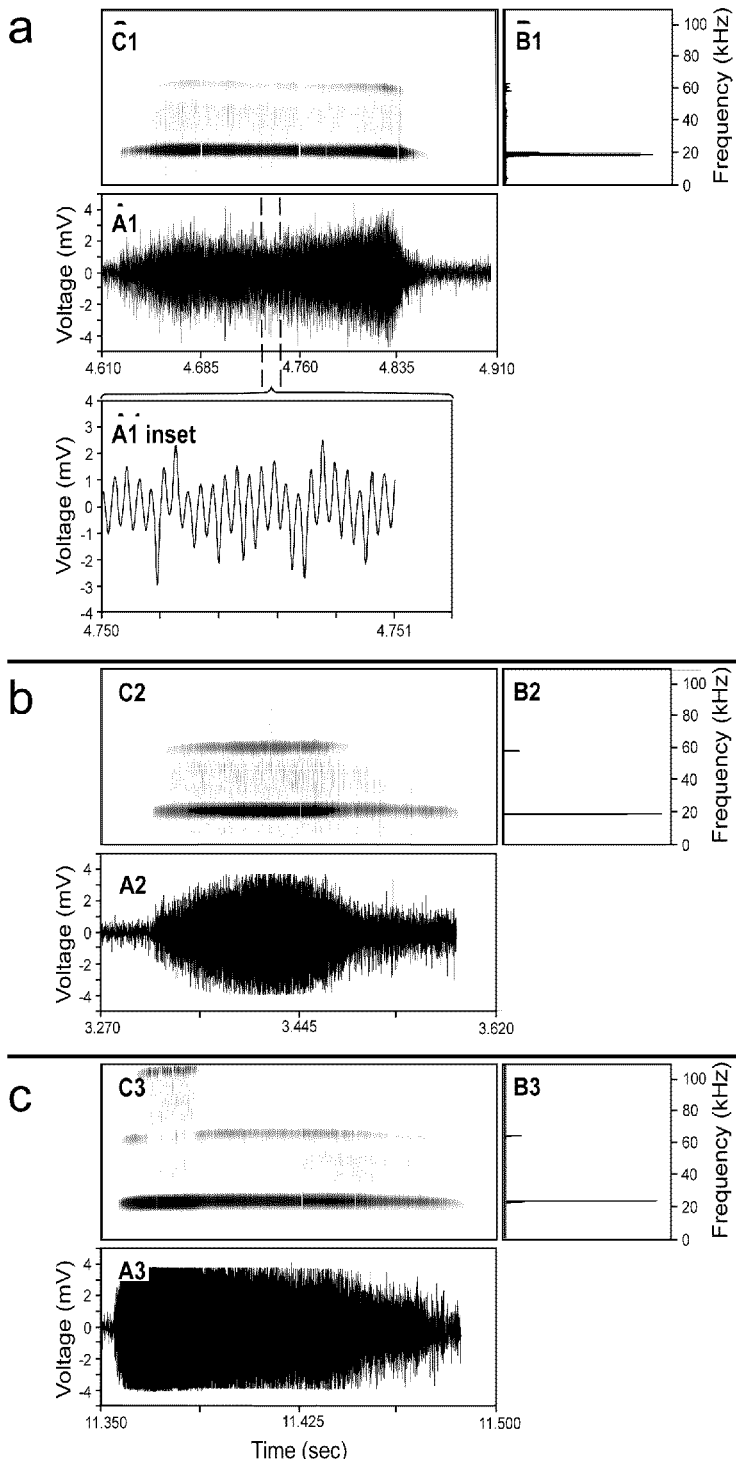 a
C1
B1
100
80
60
40
20
0
Frequency (kHz)
A1
Voltage (mV)
4
2
0
-2
-4
4.610
4.685
4.760
4.835
4.910
A1 inset
Voltage (mV)
4
3
2
1
0
-1
-2
-3
-4
4.750
4.751
b
C2
B2
100
80
60
40
20
0
Frequency (kHz)
A2
Voltage (mV)
4
2
0
-2
-4
3.270
3.445
3.620
c
C3
B3
100
80
60
40
20
0
Frequency (kHz)
A3
Voltage (mV)
4
2
0
-2
-4
11.350
11.425
11.500
Time (sec)